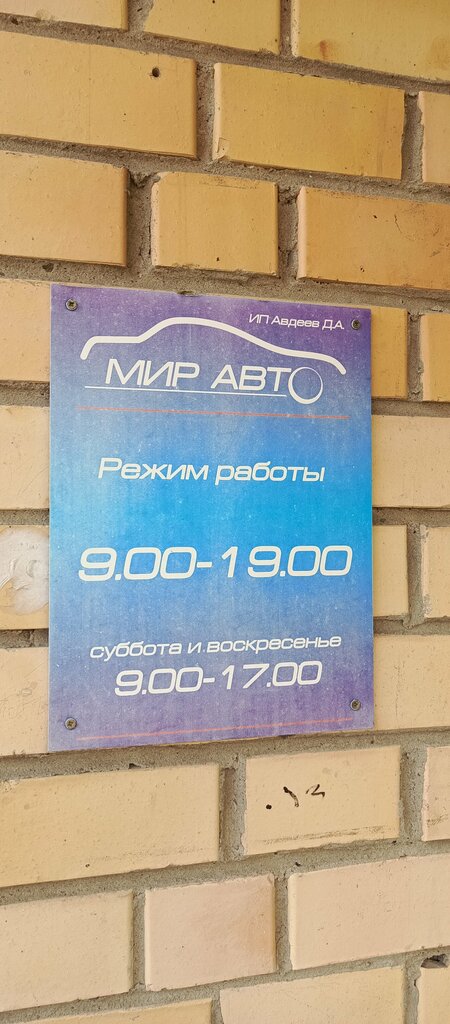 ИП Авдеев Д.А.
МИР АВТО
Режим работы
9.00-19.00
суббота и воскресенье
9.00-17.00